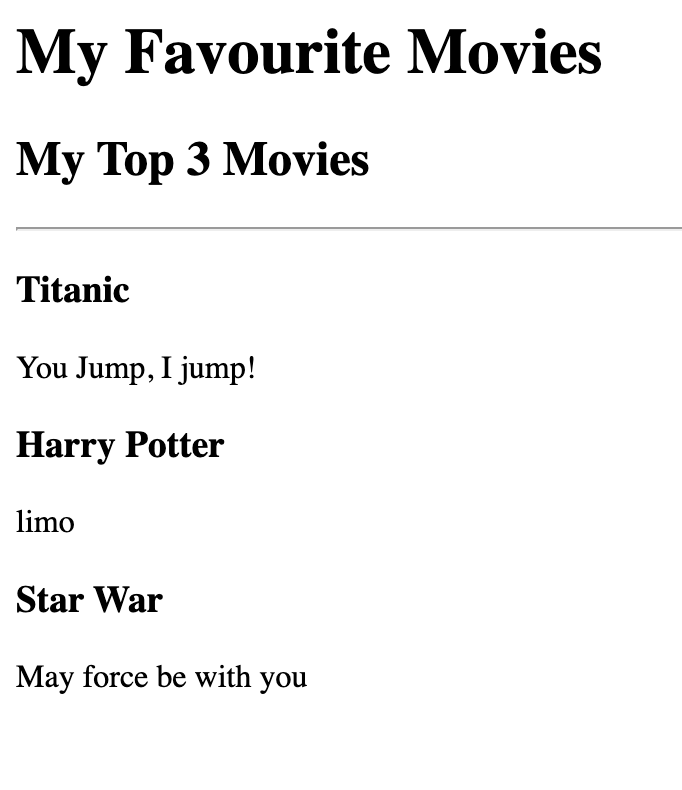 My Favourite Movies
My Top 3 Movies
Titanic
You Jump, I jump!
Harry Potter
limo
Star War
May force be with you